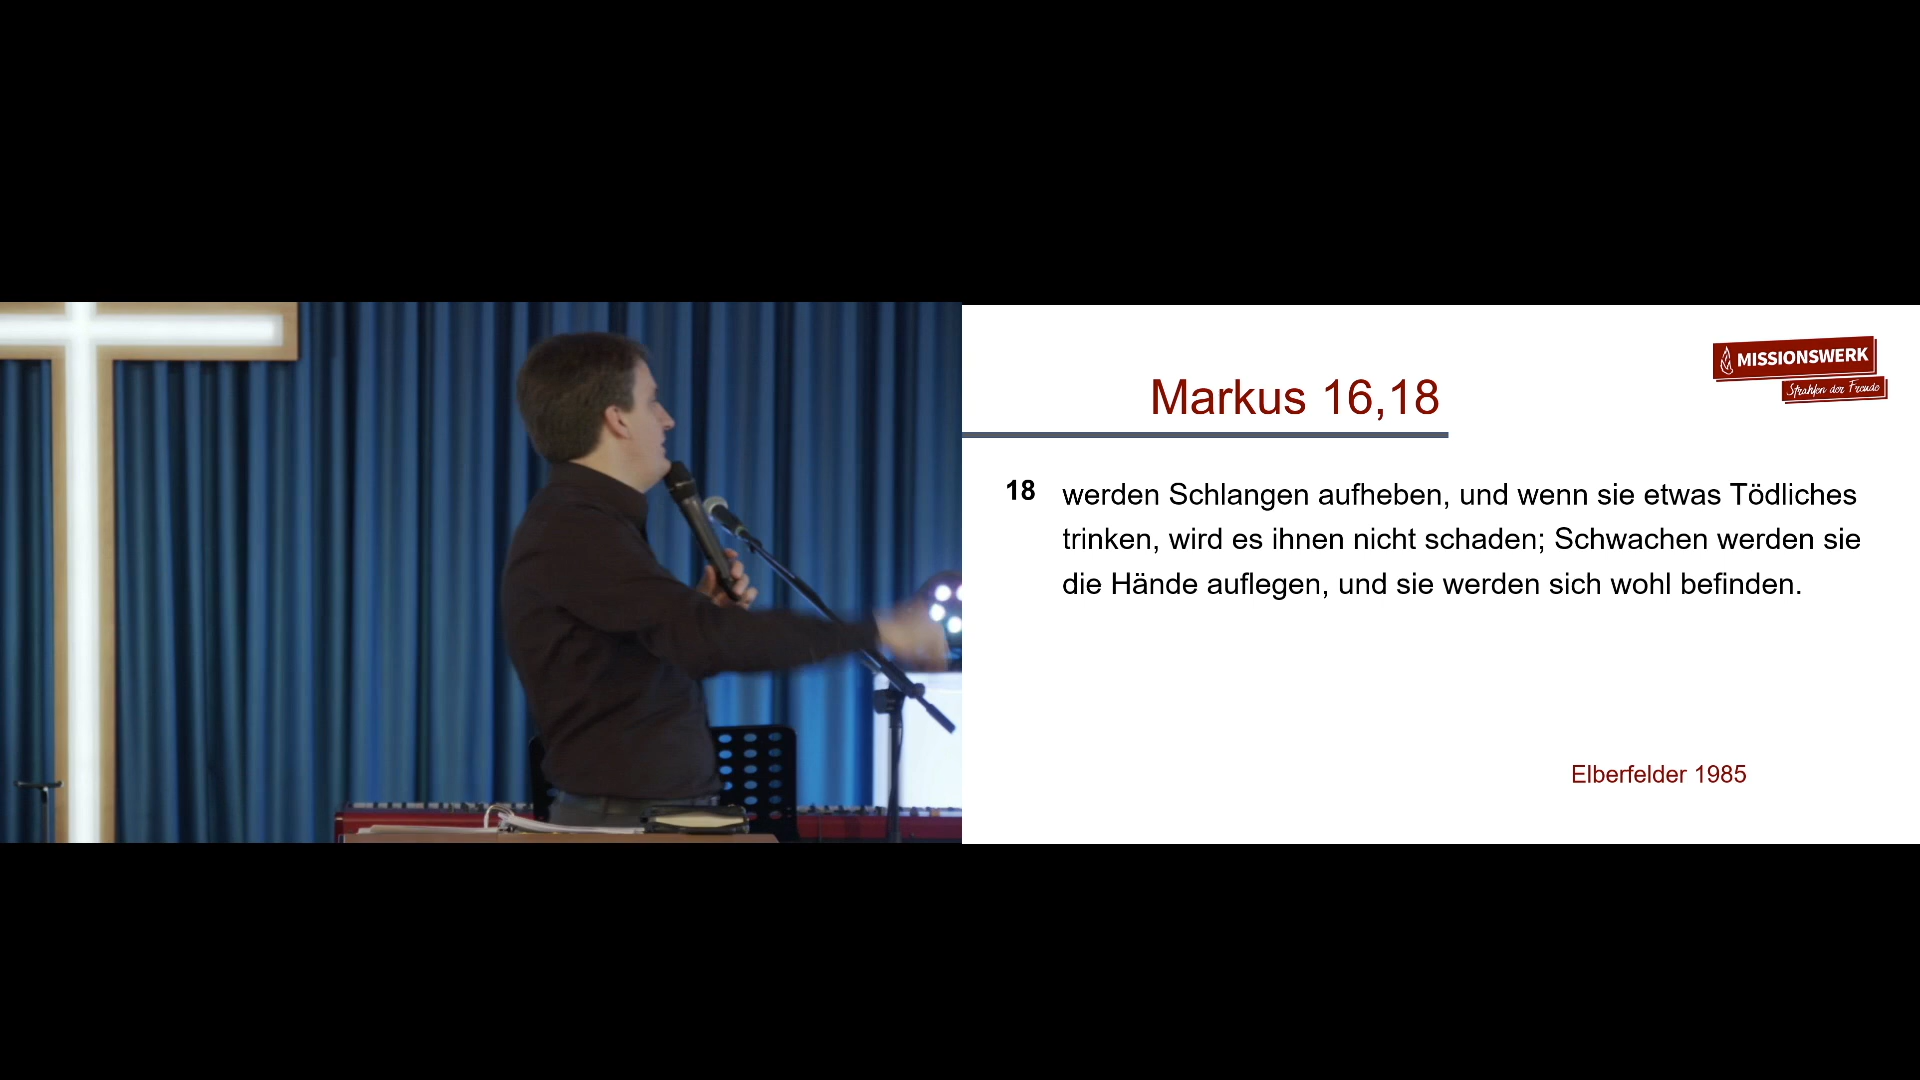 MISSIONSWERK
Strahlen der Freude
Markus 16,18
18 werden Schlangen aufheben, und wenn sie etwas Tödliches
trinken, wird es ihnen nicht schaden; Schwachen werden sie
die Hände auflegen, und sie werden sich wohl befinden.
Elberfelder 1985